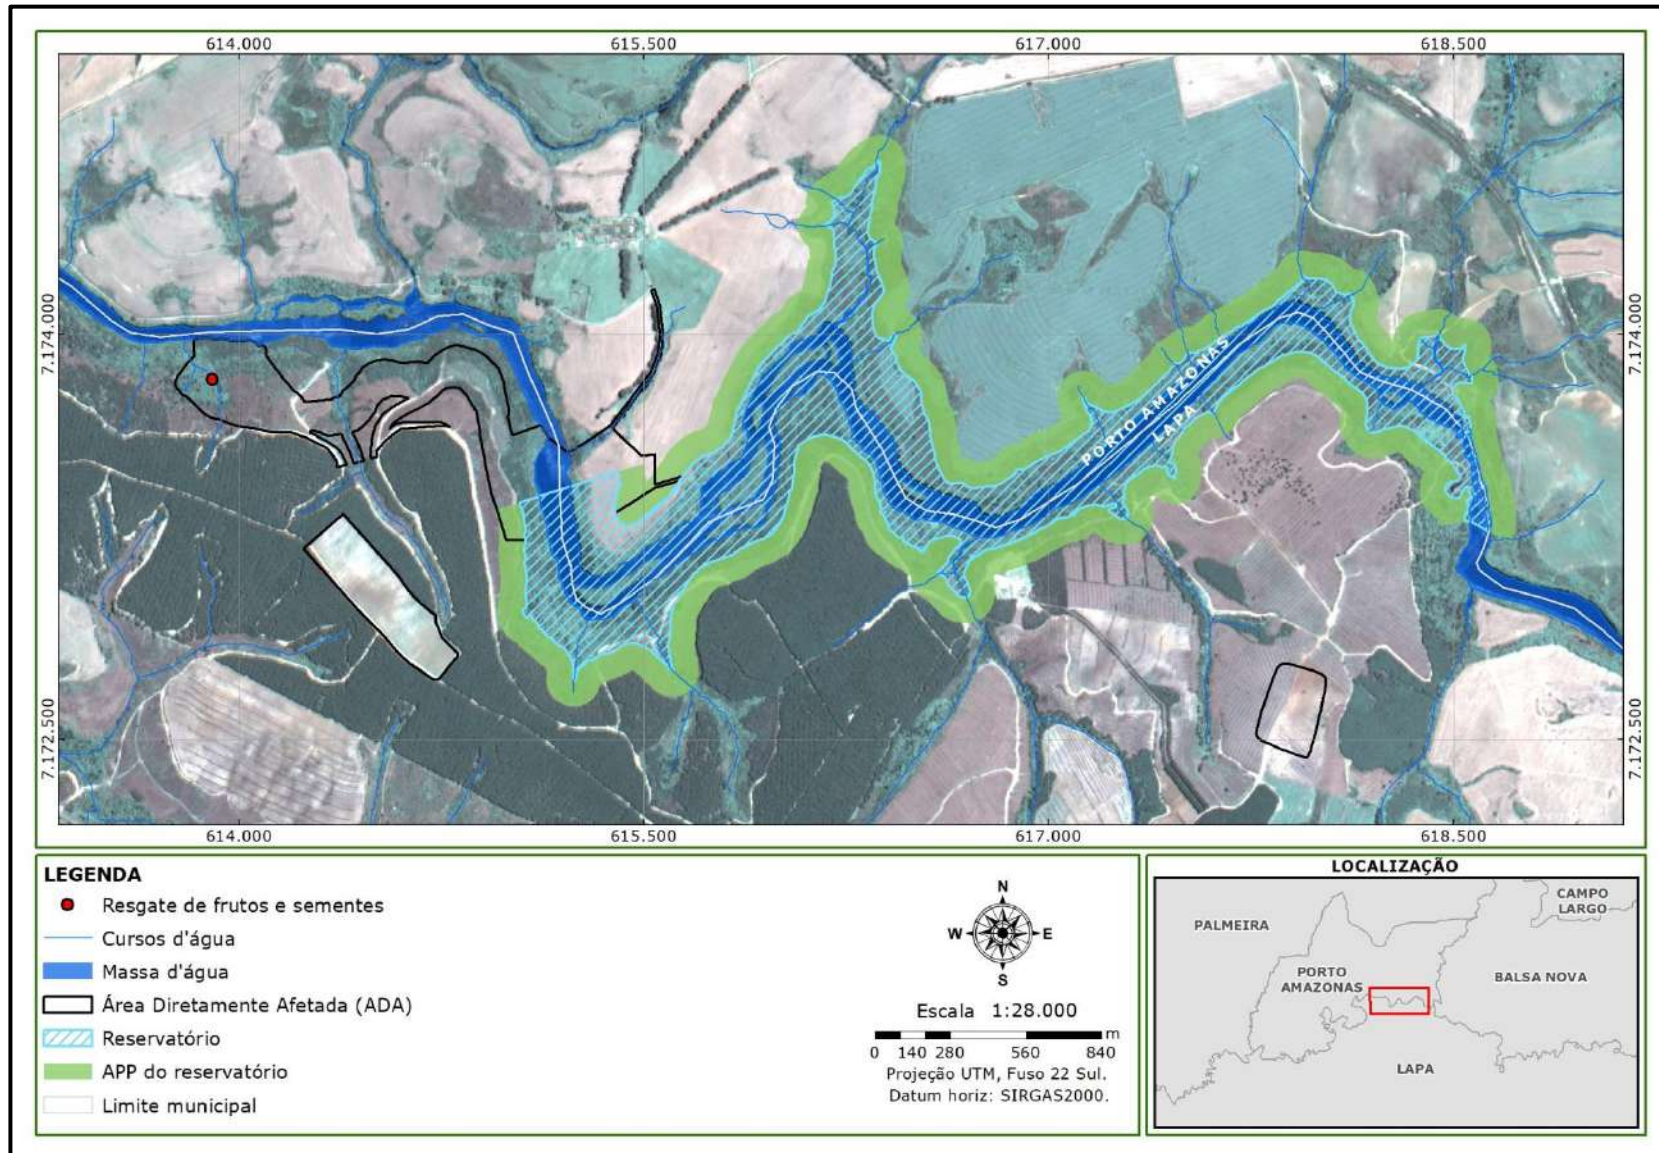 614.000
615.500
617.000
618.500
7.174.000
7.174.000
PORTO AMAZONAS
LAPA
7.172.500
7.172.500
614.000
615.500
617.000
618.500
LEGENDA
Resgate de frutos e sementes
Cursos d'água
Massa d'água
Área Diretamente Afetada (ADA)
Reservatório
APP do reservatório
Limite municipal
N
W
E
S
Escala 1:28.000
m
0 140 280 560 840
Projeção UTM, Fuso 22 Sul.
Datum horiz: SIRGAS2000.
LOCALIZAÇÃO
CAMPO
LARGO
PALMEIRA
PORTO
AMAZONAS
BALSA NOVA
LAPA